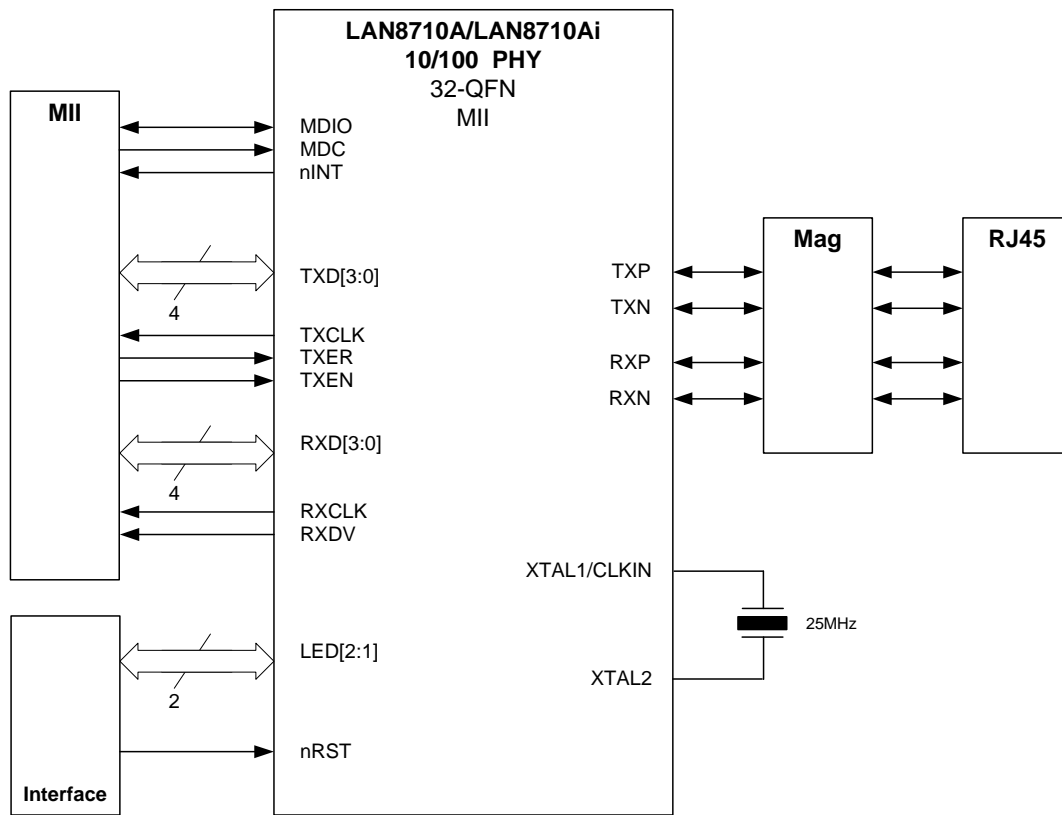 LAN8710A/LAN8710Ai
10/100 PHY
32-QFN
MII
MII
MDIO
MDC
nINT
TXD[3:0]
4
TXCLK
TXER
TXEN
RXD[3:0]
4
RXCLK
RXDV
LED[2:1]
2
nRST
Interface
TXP
TXN
RXP
RXN
Mag
RJ45
XTAL1/CLKIN
25MHz
XTAL2